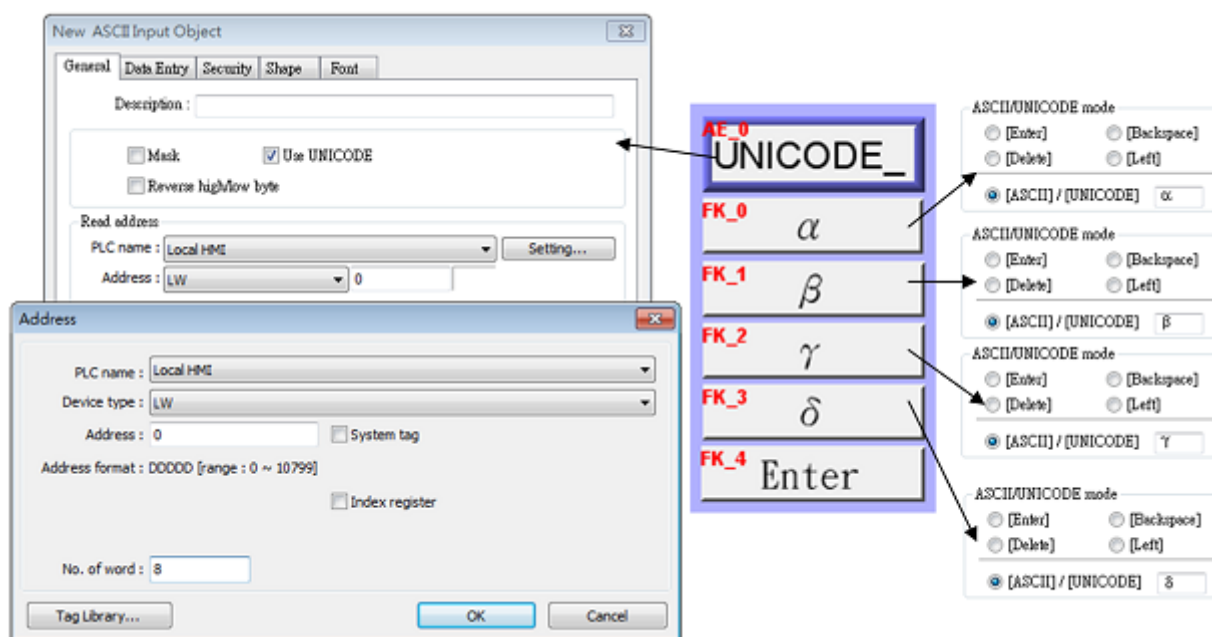 New ASCII Input Object
General Data Entry Security Shape Font
Description :
Mask Use UNICODE
Reverse high/low byte
Read address
PLC name : Local HMI Setting...
Address : LW 0
Address
PLC name : Local HMI
Device type : LW
Address : 0 System tag
Address format : DDDDD [range : 0 ~ 10799]
Index register
No. of word : 8
Tag Library... OK Cancel
AE_0
UNICODE_
FK_0
α
FK_1
β
FK_2
γ
FK_3
δ
FK_4
Enter
ASCII/UNICODE mode
[Enter] [Backspace]
[Delete] [Left]
[ASCII] / [UNICODE] α
ASCII/UNICODE mode
[Enter] [Backspace]
[Delete] [Left]
[ASCII] / [UNICODE] β
ASCII/UNICODE mode
[Enter] [Backspace]
[Delete] [Left]
[ASCII] / [UNICODE] γ
ASCII/UNICODE mode
[Enter] [Backspace]
[Delete] [Left]
[ASCII] / [UNICODE] δ